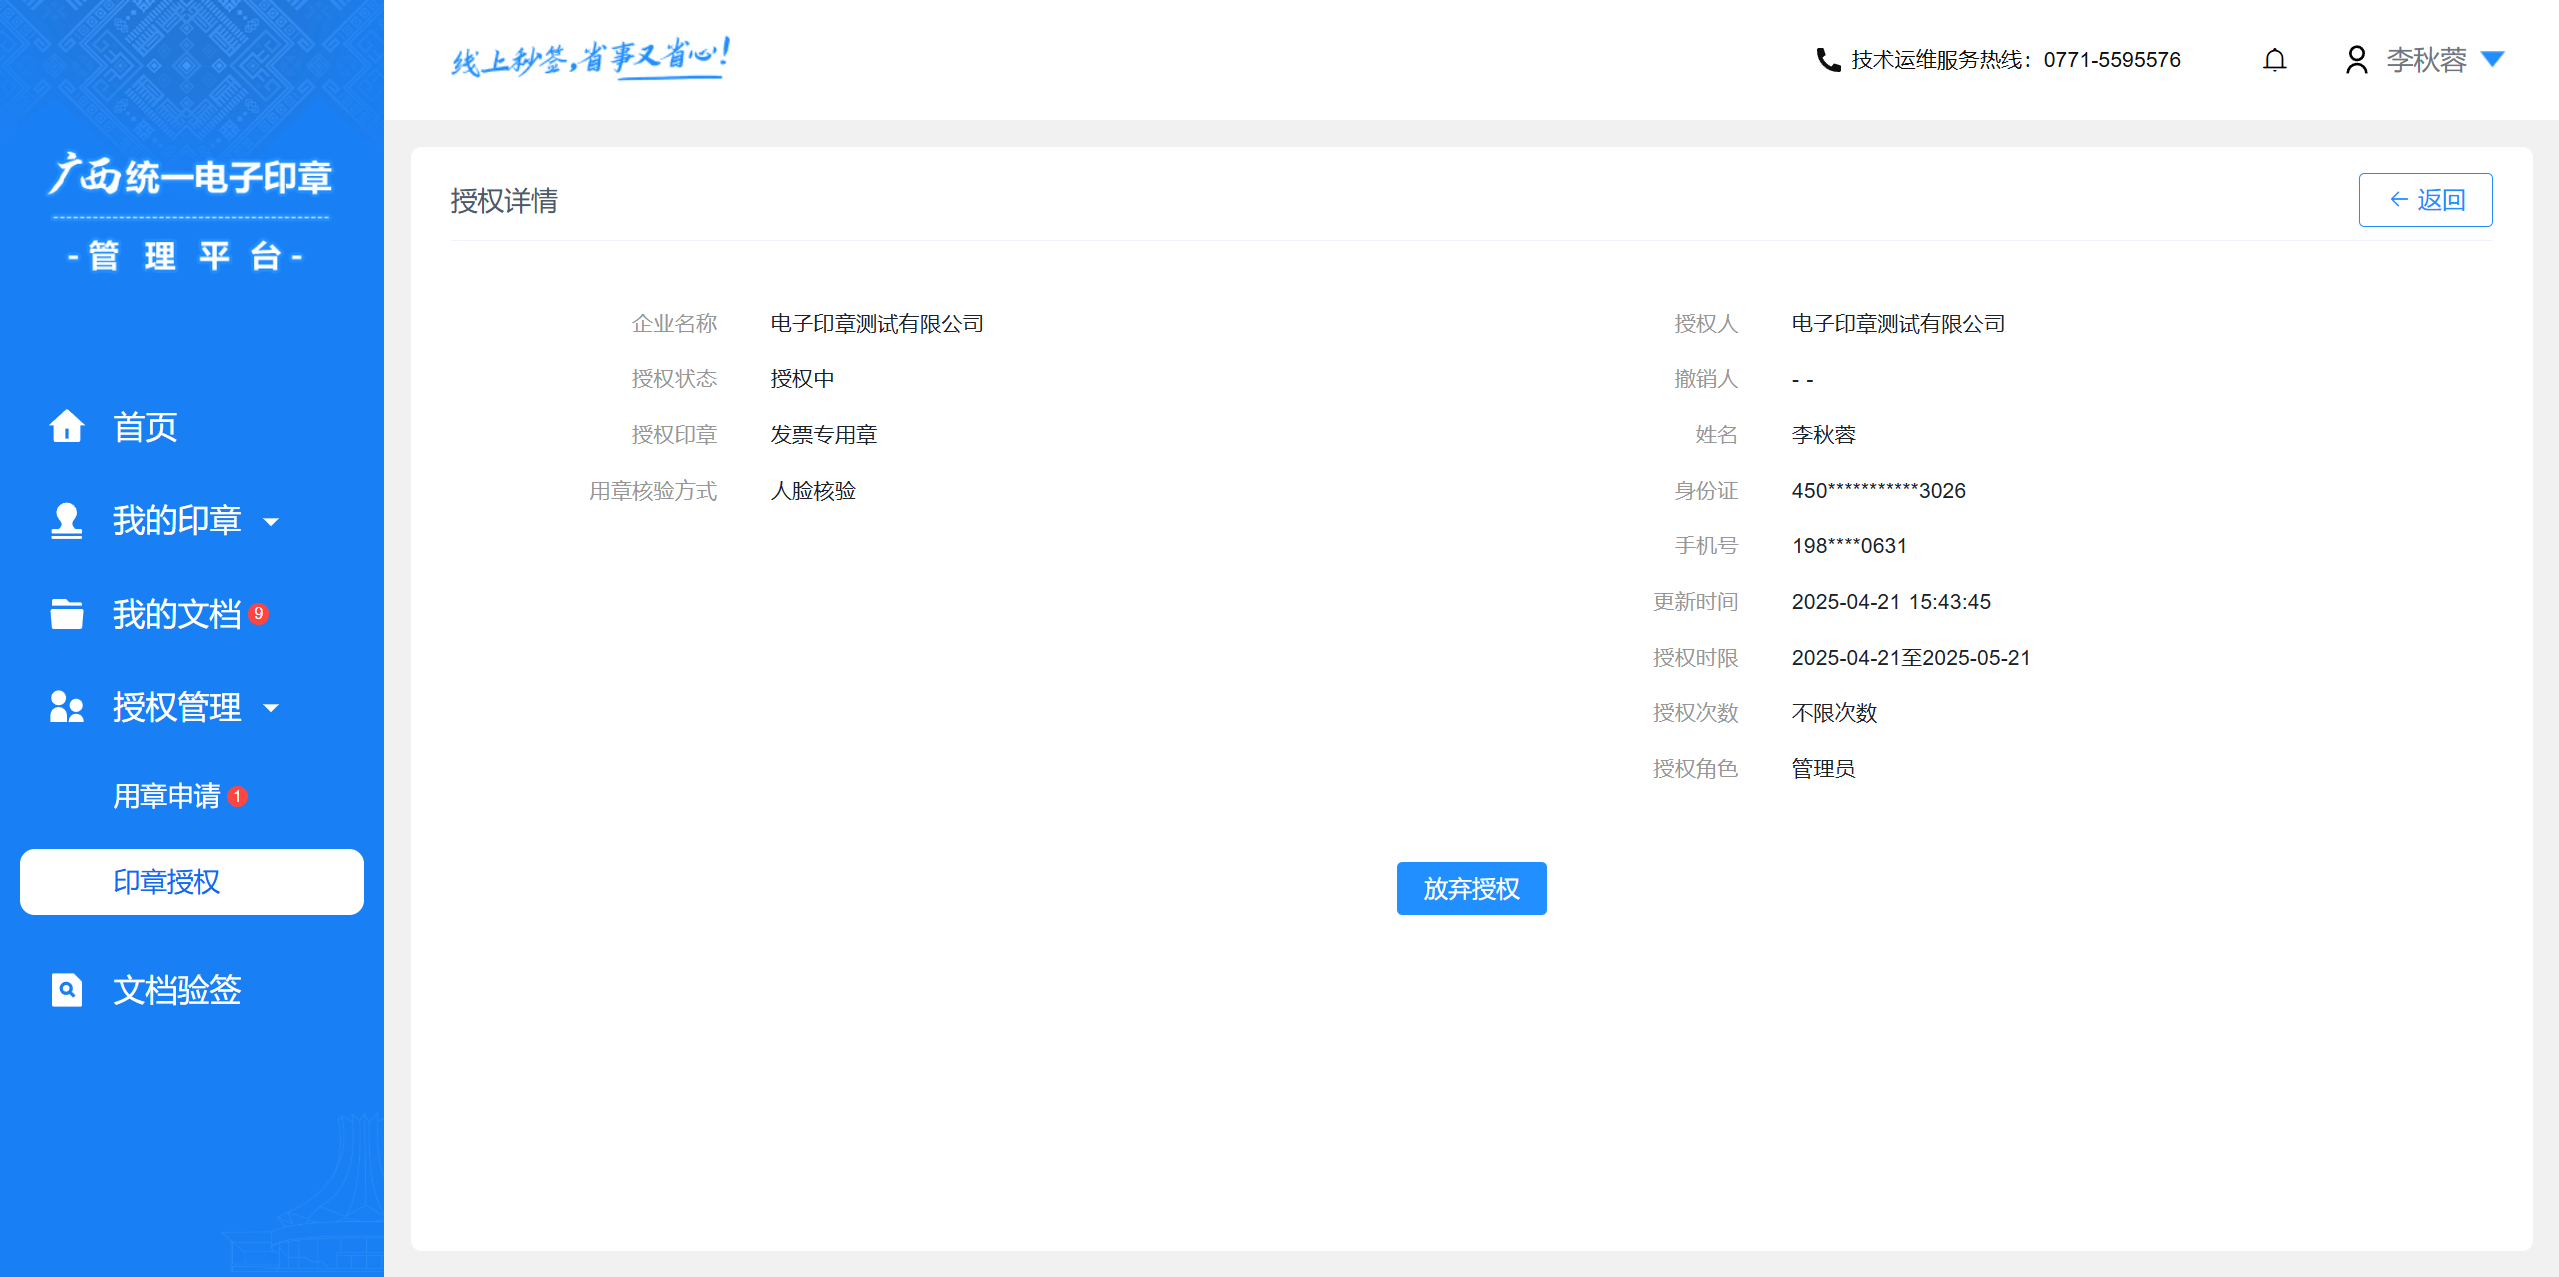 广西统一电子印章
-管理平台-
首页
我的印章
我的文档 9
授权管理
用章申请 1
印章授权
文档验签
线上秒签,省事又省心!
技术运维服务热线：0771-5595576
李秋蓉
授权详情
返回
企业名称 电子印章测试有限公司
授权状态 授权中
授权印章 发票专用章
用章核验方式 人脸核验
授权人 电子印章测试有限公司
撤销人 - -
姓名 李秋蓉
身份证 450***********3026
手机号 198****0631
更新时间 2025-04-21 15:43:45
授权时限 2025-04-21至2025-05-21
授权次数 不限次数
授权角色 管理员
放弃授权